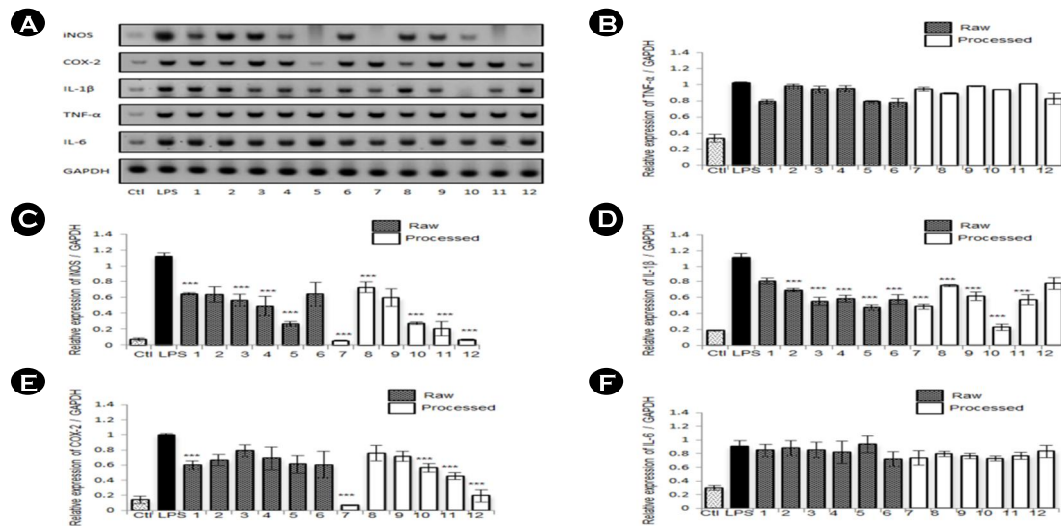 A
iNOS
COX-2
IL-1β
TNF-α
IL-6
GAPDH
Ctl LPS 1 2 3 4 5 6 7 8 9 10 11 12
B
Relative expression of TNF-α / GAPDH
1.4
1.2
1
0.8
0.6
0.4
0.2
0
Ctl LPS 1 2 3 4 5 6 7 8 9 10 11 12
C
Raw
Processed
Relative expression of iNOS / GAPDH
1.4
1.2
1
0.8
0.6
0.4
0.2
0
*** *** *** *** *** *** *** *** ***
Ctl LPS 1 2 3 4 5 6 7 8 9 10 11 12
D
Raw
Processed
Relative expression of IL-1β / GAPDH
1.4
1.2
1
0.8
0.6
0.4
0.2
0
*** *** *** *** *** *** *** *** *** ***
Ctl LPS 1 2 3 4 5 6 7 8 9 10 11 12
E
Raw
Processed
Relative expression of COX-2 / GAPDH
1.4
1.2
1
0.8
0.6
0.4
0.2
0
*** *** *** *** ***
Ctl LPS 1 2 3 4 5 6 7 8 9 10 11 12
F
Raw
Processed
Relative expression of IL-6 / GAPDH
1.4
1.2
1
0.8
0.6
0.4
0.2
0
Ctl LPS 1 2 3 4 5 6 7 8 9 10 11 12